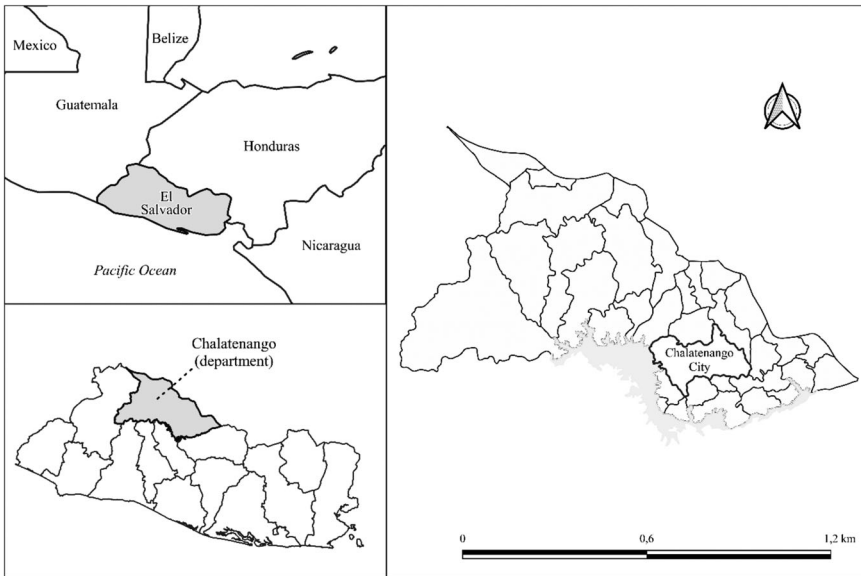 Mexico
Belize
Guatemala
Honduras
El
Salvador
Nicaragua
Pacific Ocean
Chalatenango
(department)
Chalatenango
City
0
0,6
1,2 km